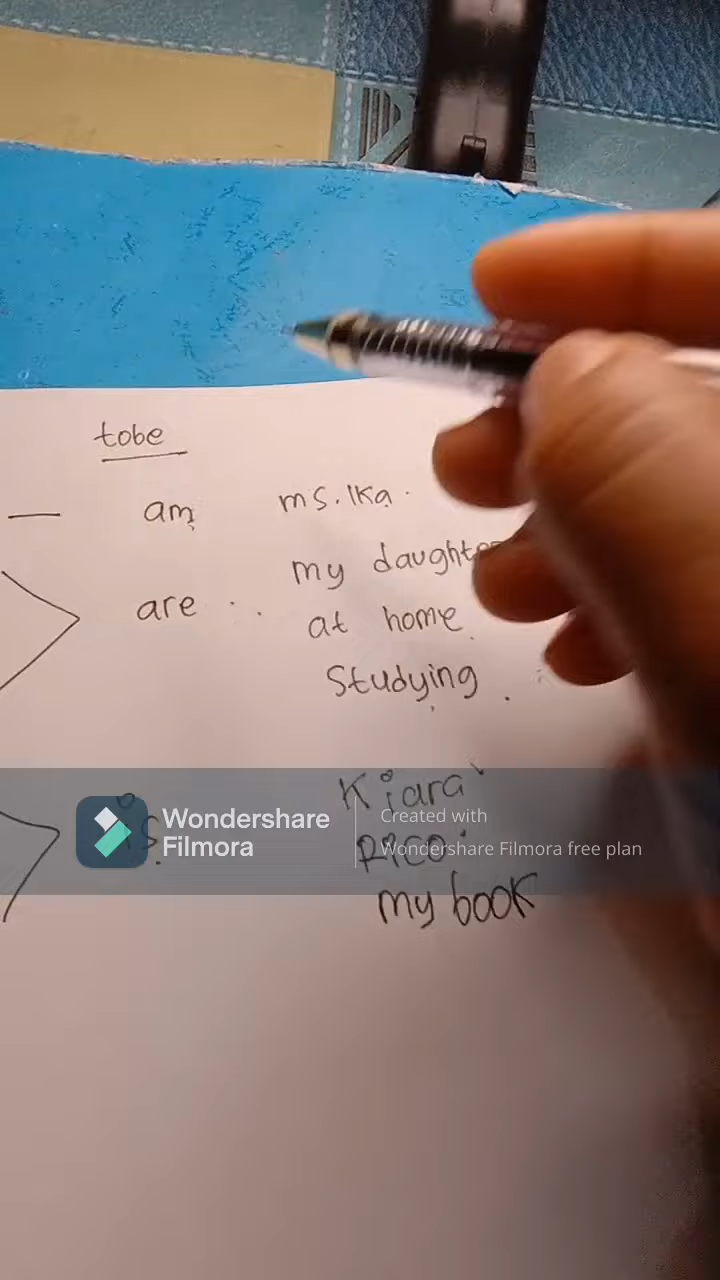 tobe
am ms. Ika.
my daughter
are at home
Studying.
Kiara
is. Rico
my book
Wondershare Filmora
Created with
Wondershare Filmora free plan